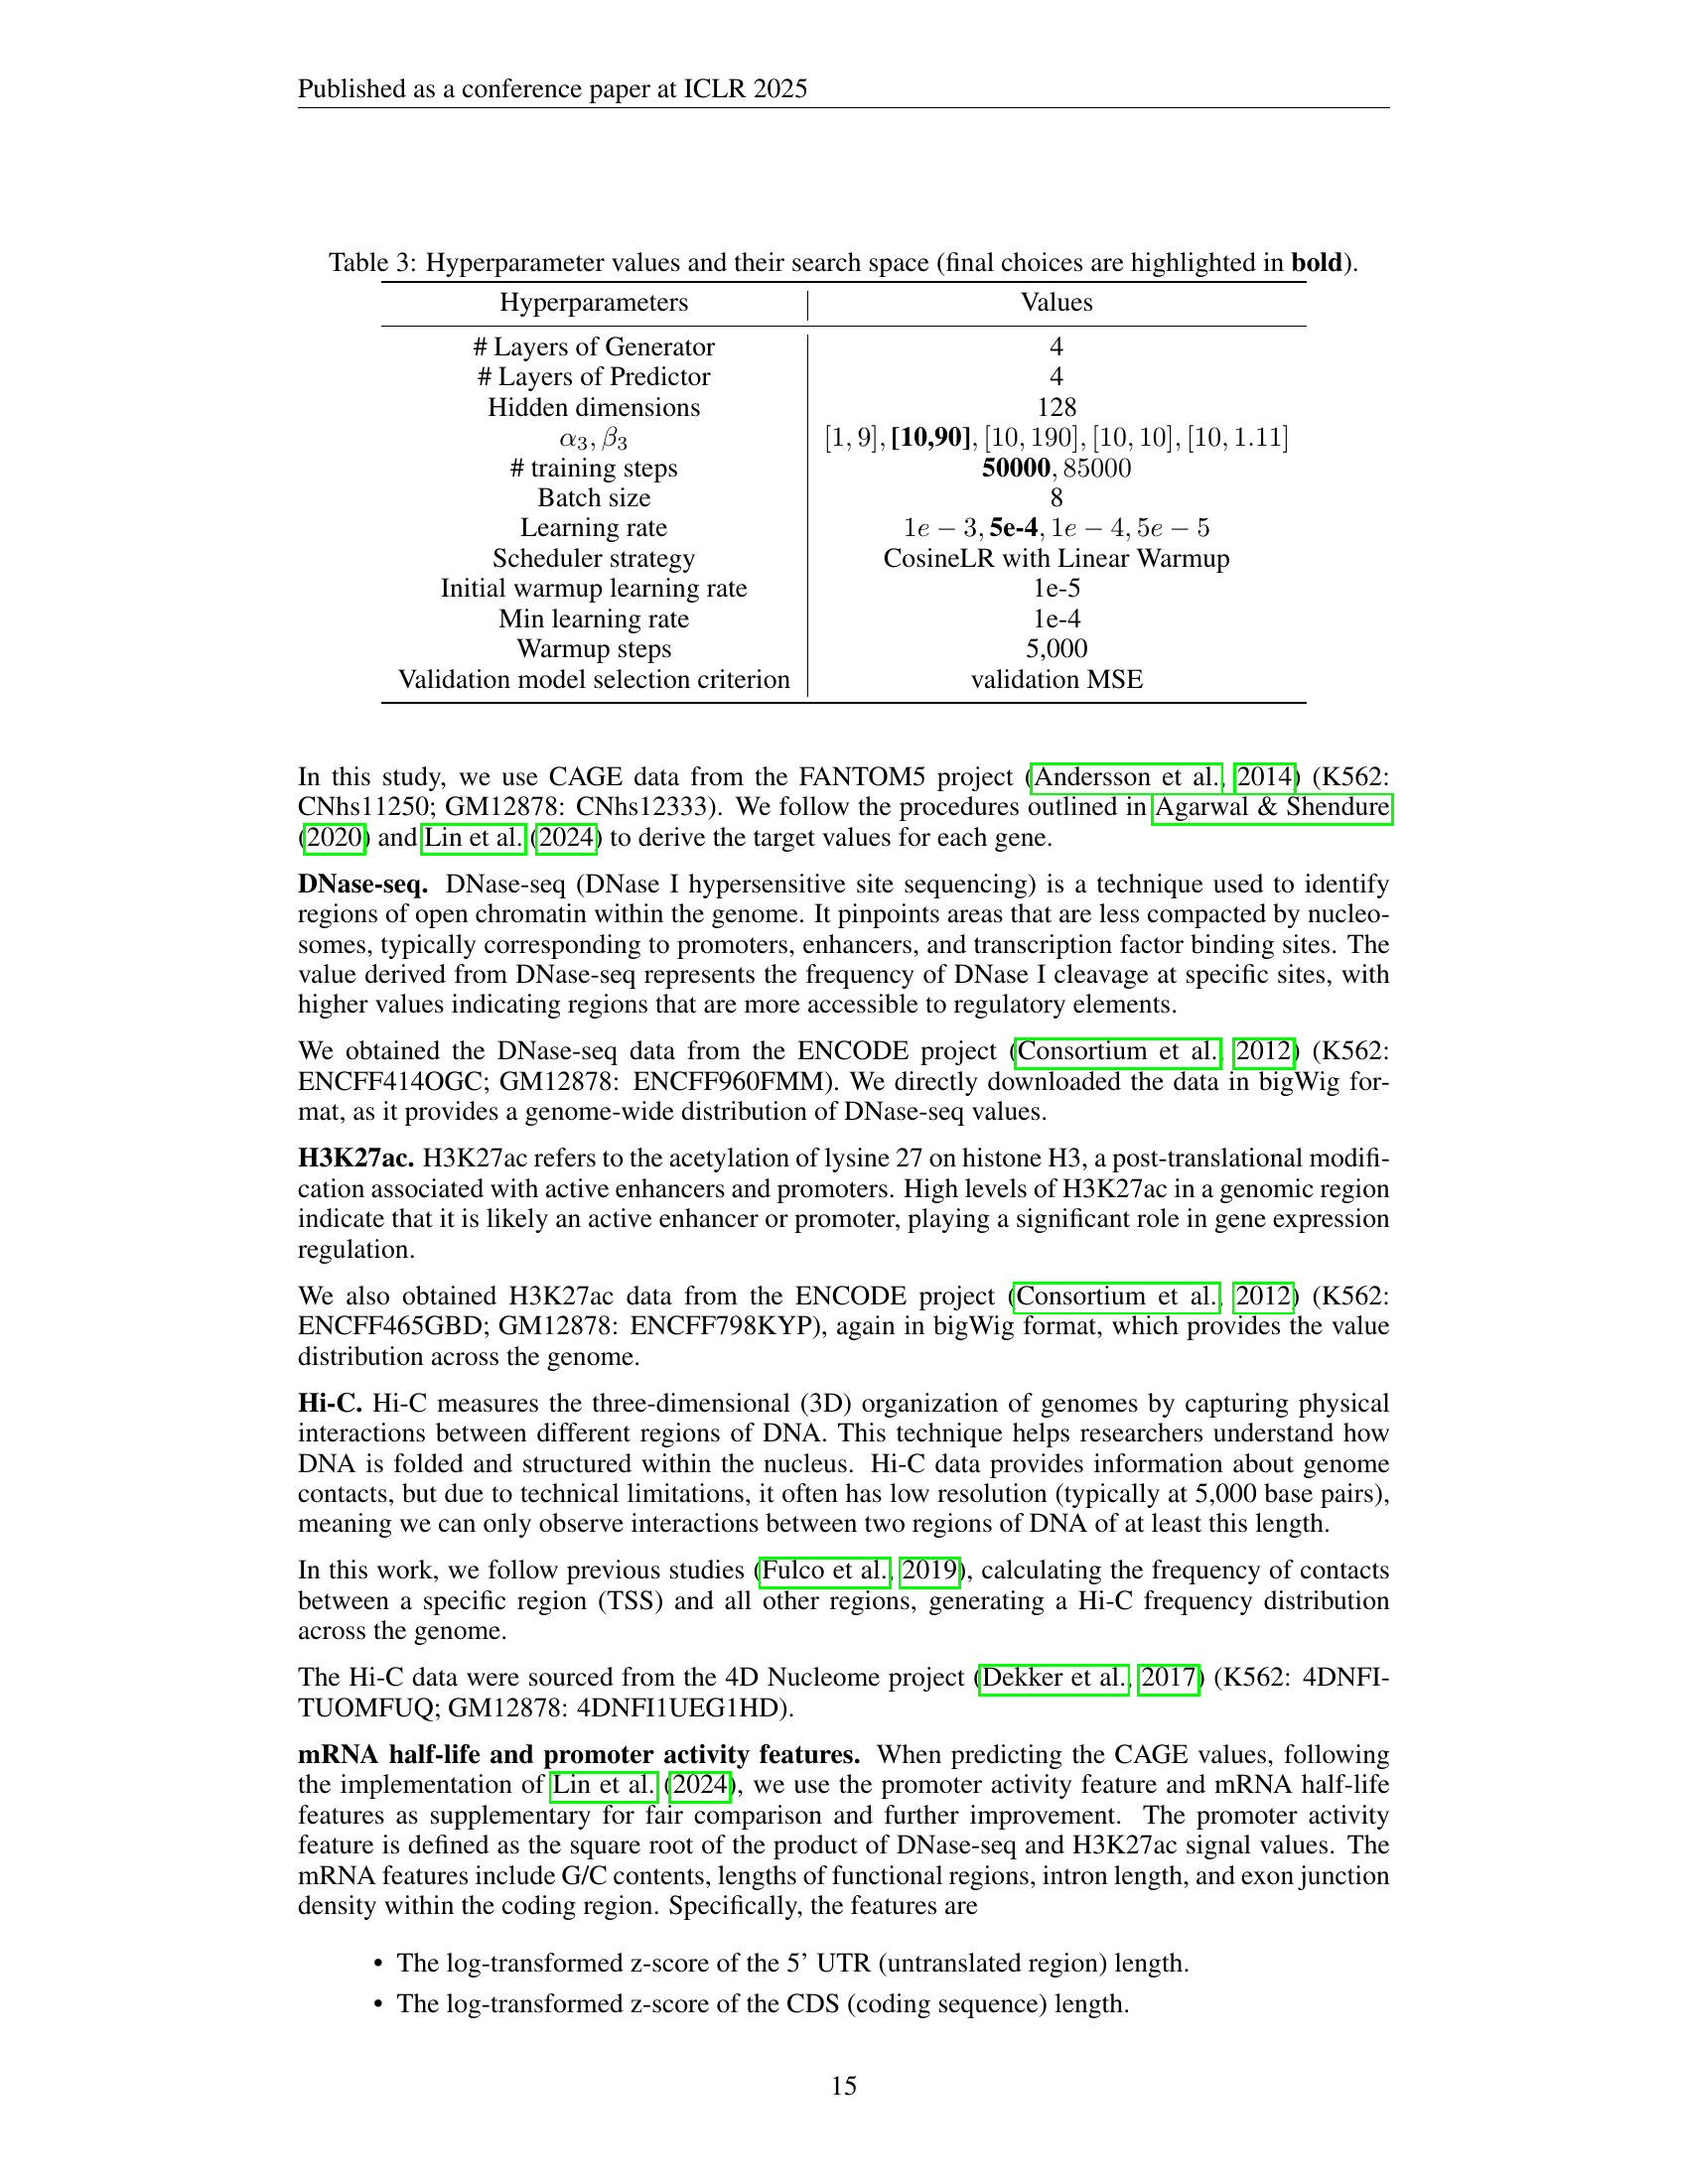 Published as a conference paper at ICLR 2025
Table 3: Hyperparameter values and their search space (final choices are highlighted in bold).
Hyperparameters Values
# Layers of Generator 4
# Layers of Predictor 4
Hidden dimensions 128
α₃, β₃ [1, 9], [10,90], [10, 190], [10, 10], [10, 1.11]
# training steps 50000, 85000
Batch size 8
Learning rate 1e − 3, 5e-4, 1e − 4, 5e − 5
Scheduler strategy CosineLR with Linear Warmup
Initial warmup learning rate 1e-5
Min learning rate 1e-4
Warmup steps 5,000
Validation model selection criterion validation MSE
In this study, we use CAGE data from the FANTOM5 project (Andersson et al., 2014) (K562:
CNhs11250; GM12878: CNhs12333). We follow the procedures outlined in Agarwal & Shendure
(2020) and Lin et al. (2024) to derive the target values for each gene.
DNase-seq. DNase-seq (DNase I hypersensitive site sequencing) is a technique used to identify
regions of open chromatin within the genome. It pinpoints areas that are less compacted by nucleo-
somes, typically corresponding to promoters, enhancers, and transcription factor binding sites. The
value derived from DNase-seq represents the frequency of DNase I cleavage at specific sites, with
higher values indicating regions that are more accessible to regulatory elements.
We obtained the DNase-seq data from the ENCODE project (Consortium et al., 2012) (K562:
ENCFF414OGC; GM12878: ENCFF960FMM). We directly downloaded the data in bigWig for-
mat, as it provides a genome-wide distribution of DNase-seq values.
H3K27ac. H3K27ac refers to the acetylation of lysine 27 on histone H3, a post-translational modifi-
cation associated with active enhancers and promoters. High levels of H3K27ac in a genomic region
indicate that it is likely an active enhancer or promoter, playing a significant role in gene expression
regulation.
We also obtained H3K27ac data from the ENCODE project (Consortium et al., 2012) (K562:
ENCFF465GBD; GM12878: ENCFF798KYP), again in bigWig format, which provides the value
distribution across the genome.
Hi-C. Hi-C measures the three-dimensional (3D) organization of genomes by capturing physical
interactions between different regions of DNA. This technique helps researchers understand how
DNA is folded and structured within the nucleus. Hi-C data provides information about genome
contacts, but due to technical limitations, it often has low resolution (typically at 5,000 base pairs),
meaning we can only observe interactions between two regions of DNA of at least this length.
In this work, we follow previous studies (Fulco et al., 2019), calculating the frequency of contacts
between a specific region (TSS) and all other regions, generating a Hi-C frequency distribution
across the genome.
The Hi-C data were sourced from the 4D Nucleome project (Dekker et al., 2017) (K562: 4DNFI-
TUOMFUQ; GM12878: 4DNFI1UEG1HD).
mRNA half-life and promoter activity features. When predicting the CAGE values, following
the implementation of Lin et al. (2024), we use the promoter activity feature and mRNA half-life
features as supplementary for fair comparison and further improvement. The promoter activity
feature is defined as the square root of the product of DNase-seq and H3K27ac signal values. The
mRNA features include G/C contents, lengths of functional regions, intron length, and exon junction
density within the coding region. Specifically, the features are
• The log-transformed z-score of the 5’ UTR (untranslated region) length.
• The log-transformed z-score of the CDS (coding sequence) length.
15